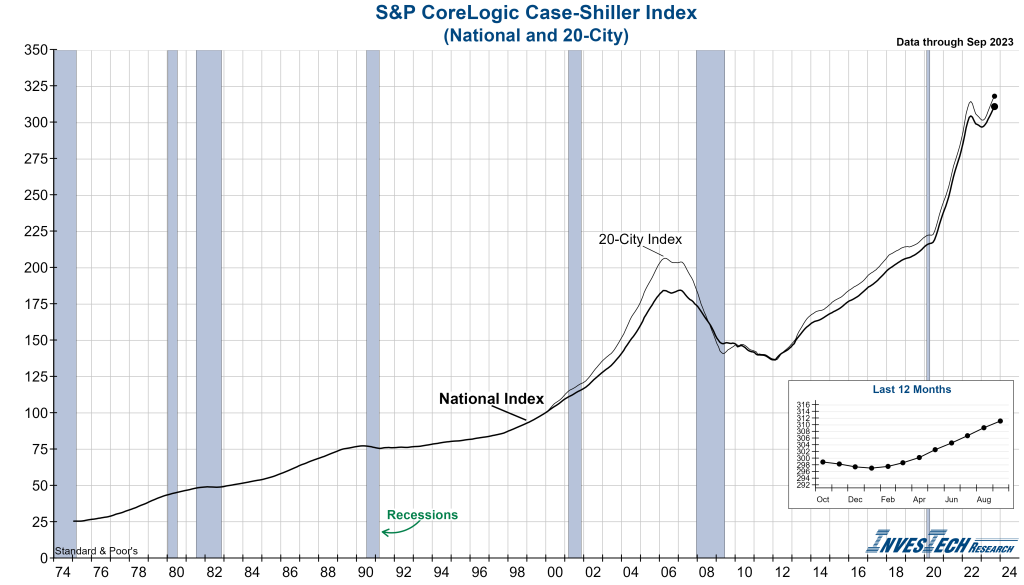 S&P CoreLogic Case-Shiller Index
(National and 20-City)
Data through Sep 2023
350
325
300
275
250
225
200
175
150
125
100
75
50
25
0
20-City Index
National Index
Recessions
Standard & Poor's
Last 12 Months
316
314
312
310
308
306
304
302
300
298
296
294
292
Oct Dec Feb Apr Jun Aug
INVESTECH RESEARCH
74 76 78 80 82 84 86 88 90 92 94 96 98 00 02 04 06 08 10 12 14 16 18 20 22 24